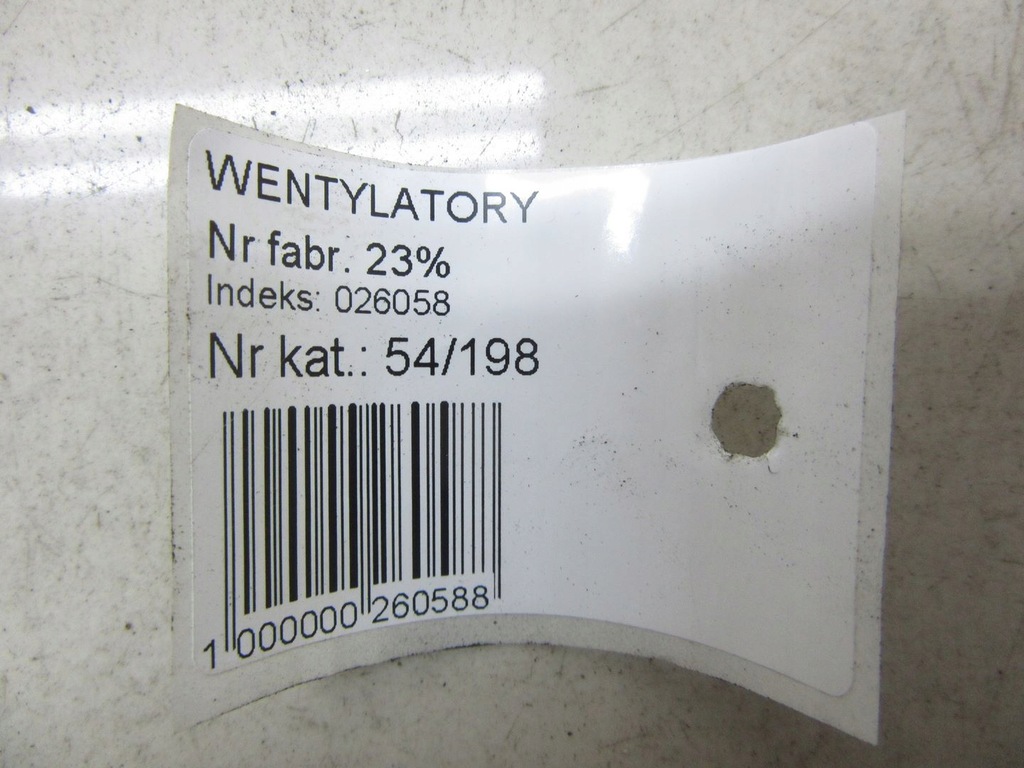 WENTYLATORY
Nr fabr. 23%
Indeks: 026058
Nr kat.: 54/198
1 000000 260588